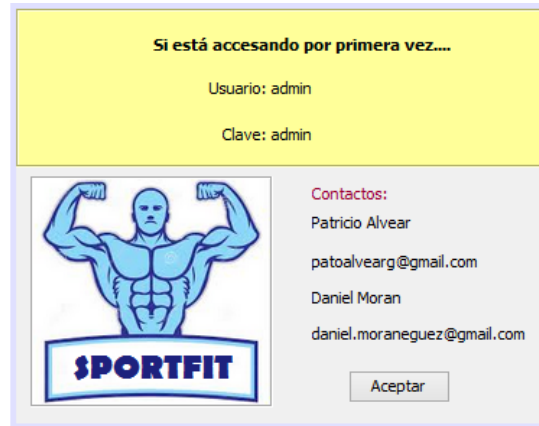 Si está accesando por primera vez....
Usuario: admin
Clave: admin
Contactos:
Patricio Alvear
patoalvearg@gmail.com
Daniel Moran
daniel.moraneguez@gmail.com
SPORTFIT
Aceptar